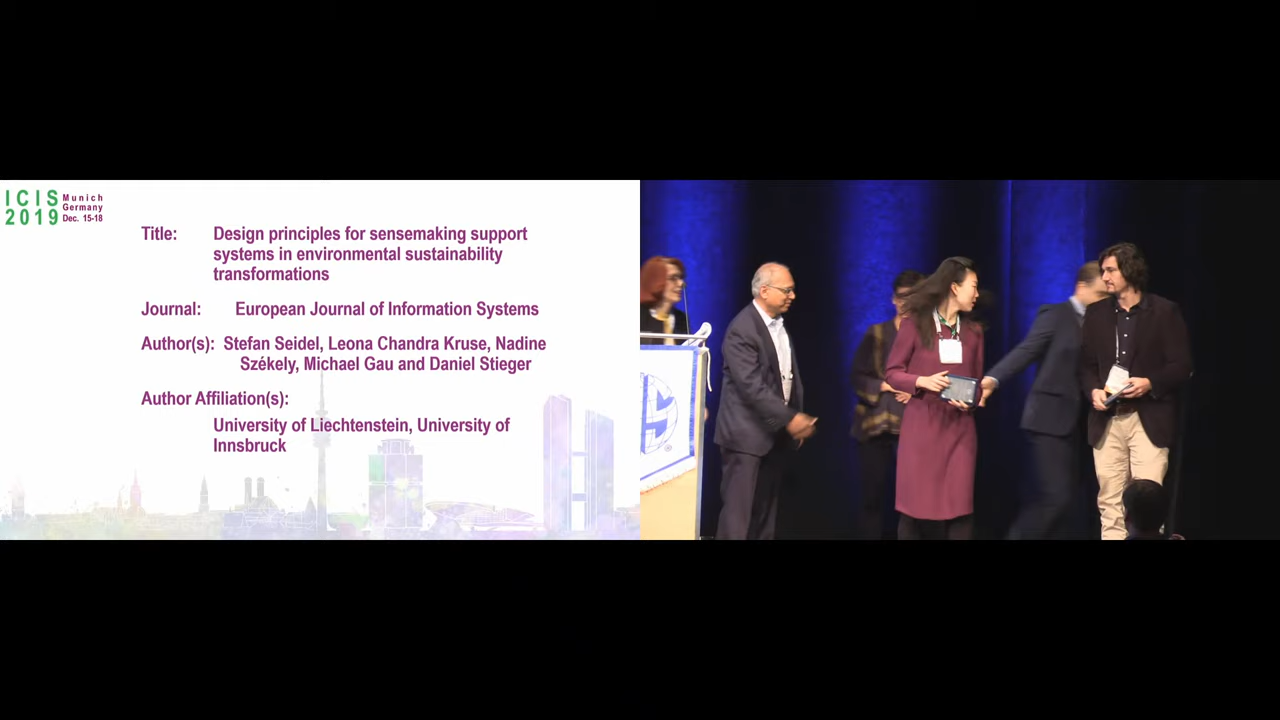 ICIS
2019
Munich
Germany
Dec. 15-18
Title: Design principles for sensemaking support
systems in environmental sustainability
transformations
Journal: European Journal of Information Systems
Author(s): Stefan Seidel, Leona Chandra Kruse, Nadine
Székely, Michael Gau and Daniel Stieger
Author Affiliation(s):
University of Liechtenstein, University of
Innsbruck